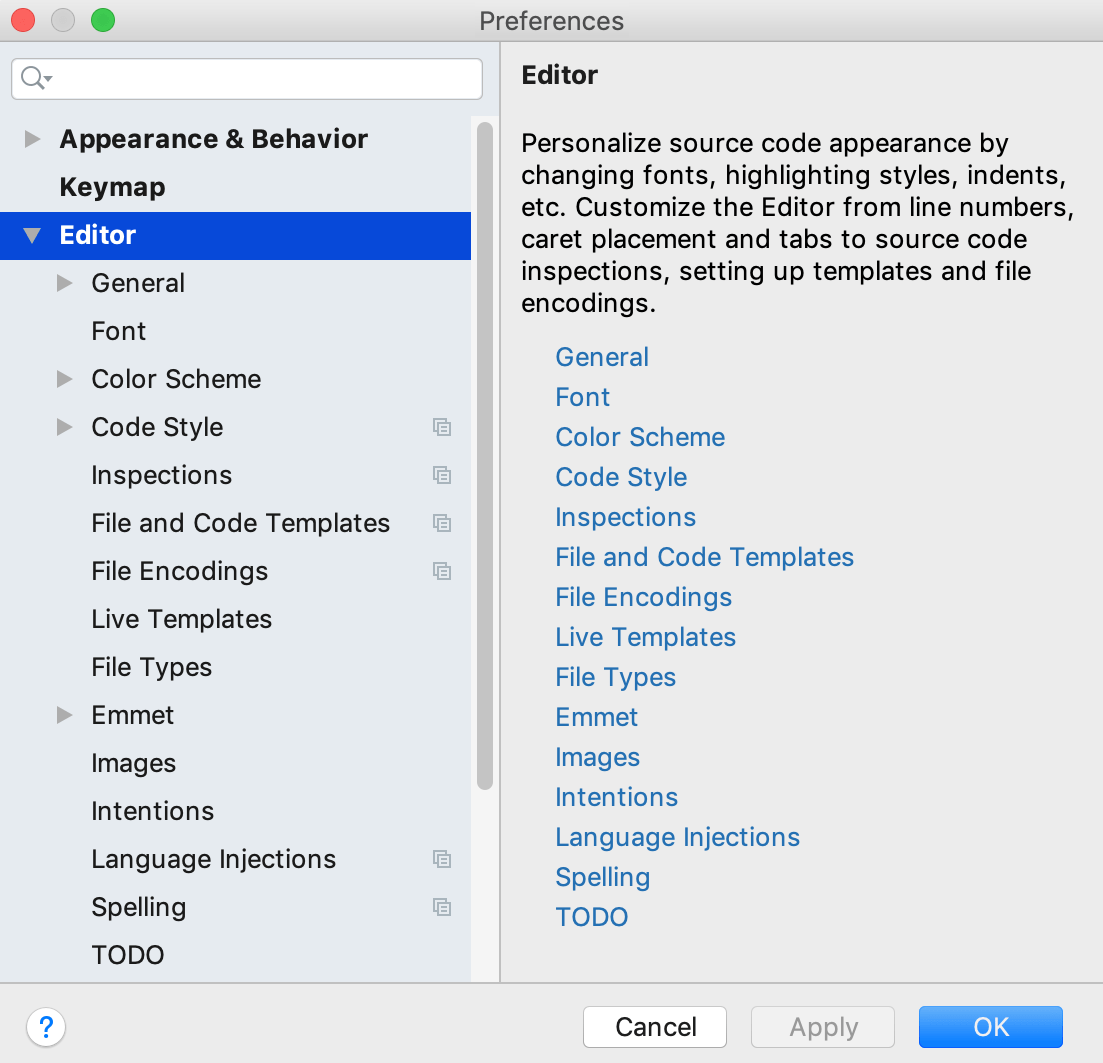 Preferences
Appearance & Behavior
Keymap
Editor
General
Font
Color Scheme
Code Style
Inspections
File and Code Templates
File Encodings
Live Templates
File Types
Emmet
Images
Intentions
Language Injections
Spelling
TODO
Editor
Personalize source code appearance by
changing fonts, highlighting styles, indents,
etc. Customize the Editor from line numbers,
caret placement and tabs to source code
inspections, setting up templates and file
encodings.
General
Font
Color Scheme
Code Style
Inspections
File and Code Templates
File Encodings
Live Templates
File Types
Emmet
Images
Intentions
Language Injections
Spelling
TODO
?
Cancel
Apply
OK